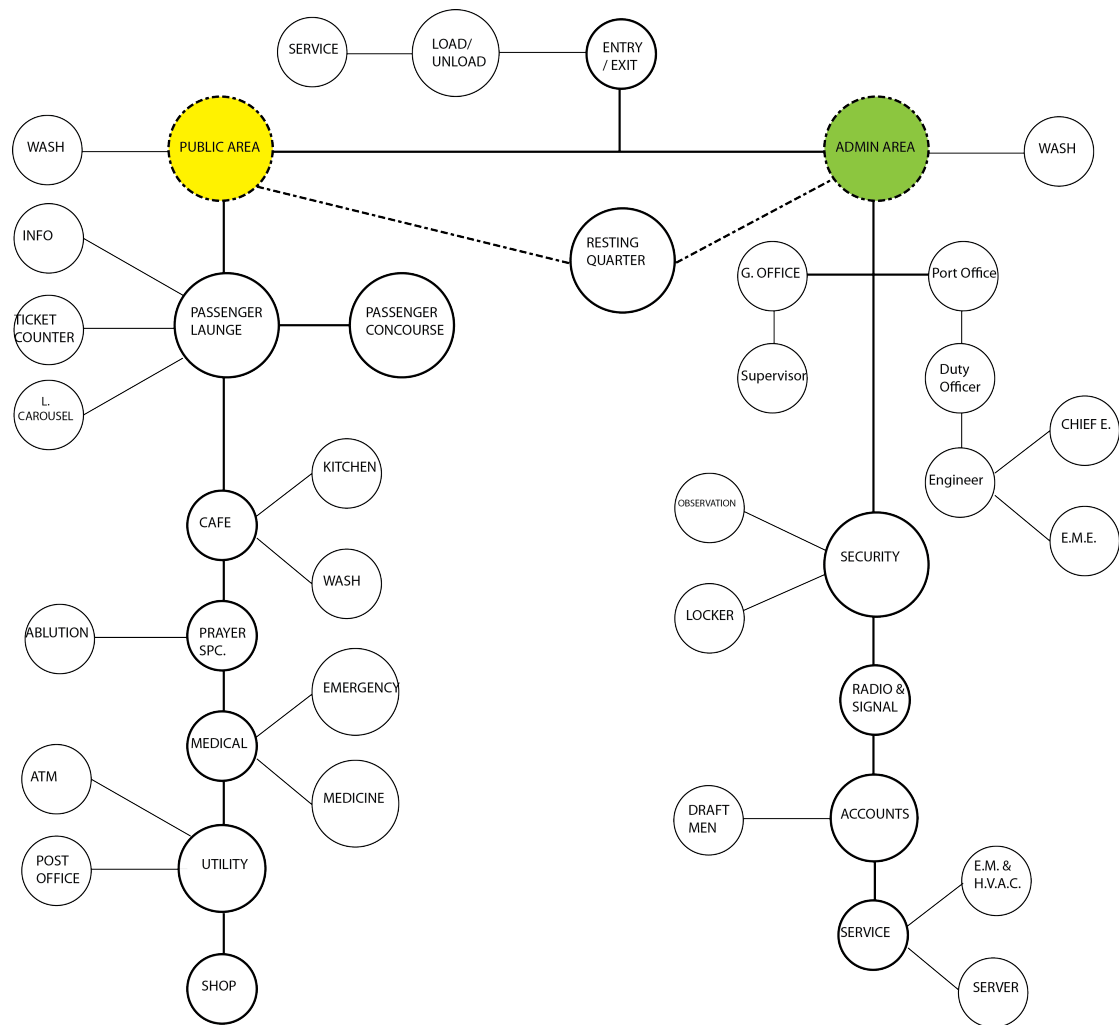 SERVICE
LOAD/
UNLOAD
ENTRY
/ EXIT
WASH
PUBLIC AREA
ADMIN AREA
WASH
INFO
RESTING
QUARTER
G. OFFICE
Port Office
TICKET
COUNTER
PASSENGER
LAUNGE
PASSENGER
CONCOURSE
Supervisor
Duty
Officer
L.
CAROUSEL
CHIEF E.
KITCHEN
Engineer
OBSERVATION
CAFE
E.M.E.
SECURITY
WASH
LOCKER
ABLUTION
PRAYER
SPC.
EMERGENCY
RADIO &
SIGNAL
MEDICAL
ATM
MEDICINE
DRAFT
MEN
ACCOUNTS
POST
OFFICE
UTILITY
E.M. &
H.V.A.C.
SERVICE
SHOP
SERVER